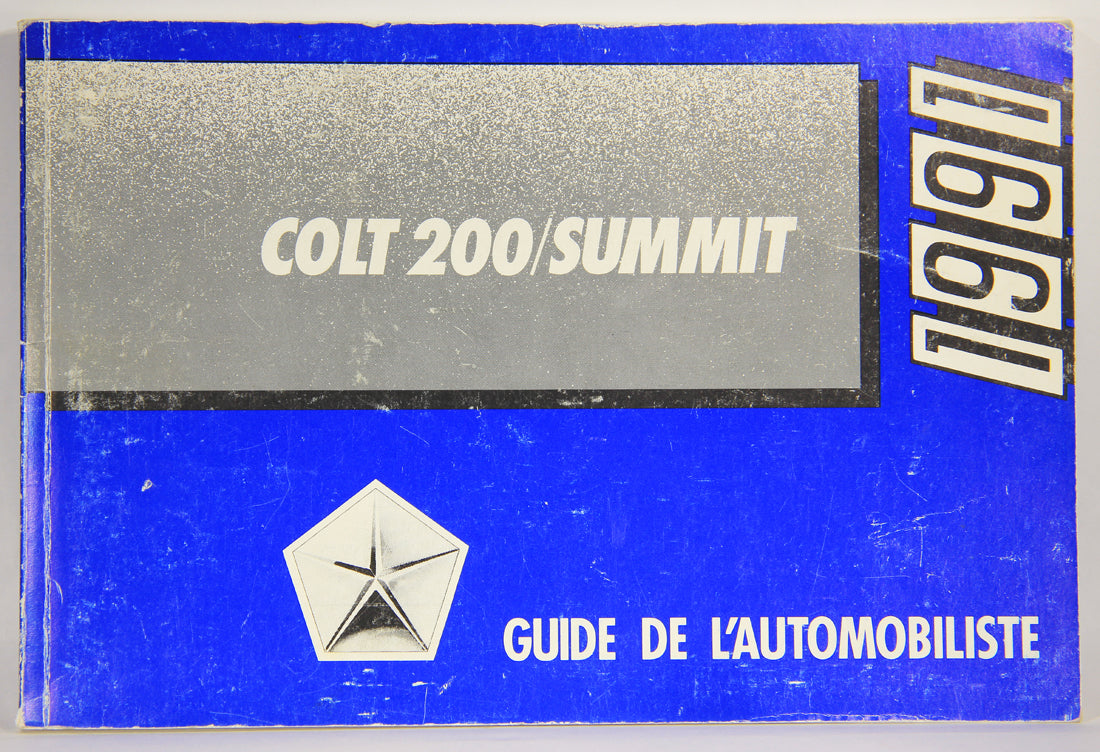 COLT 200/SUMMIT
1991
GUIDE DE L'AUTOMOBILISTE